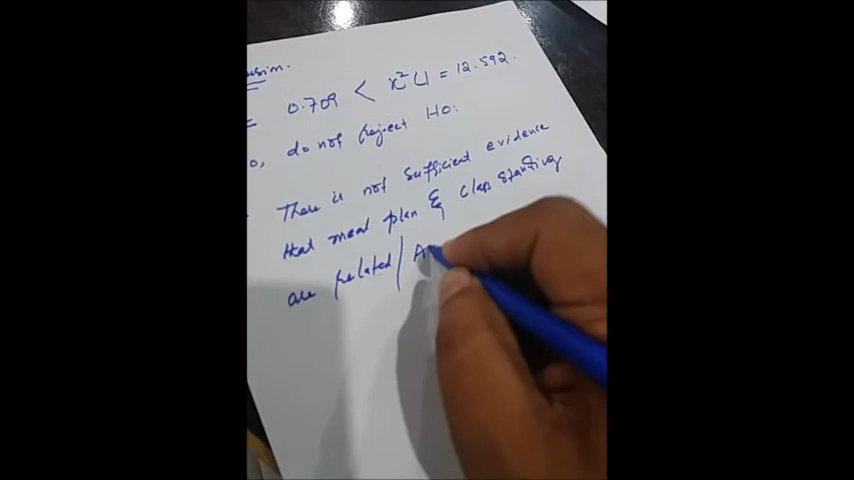 usion.
= 0.709 < χ²U = 12.592.
o, do not reject H0:
There is not sufficient evidence
that meal plan & class standing
are related / A